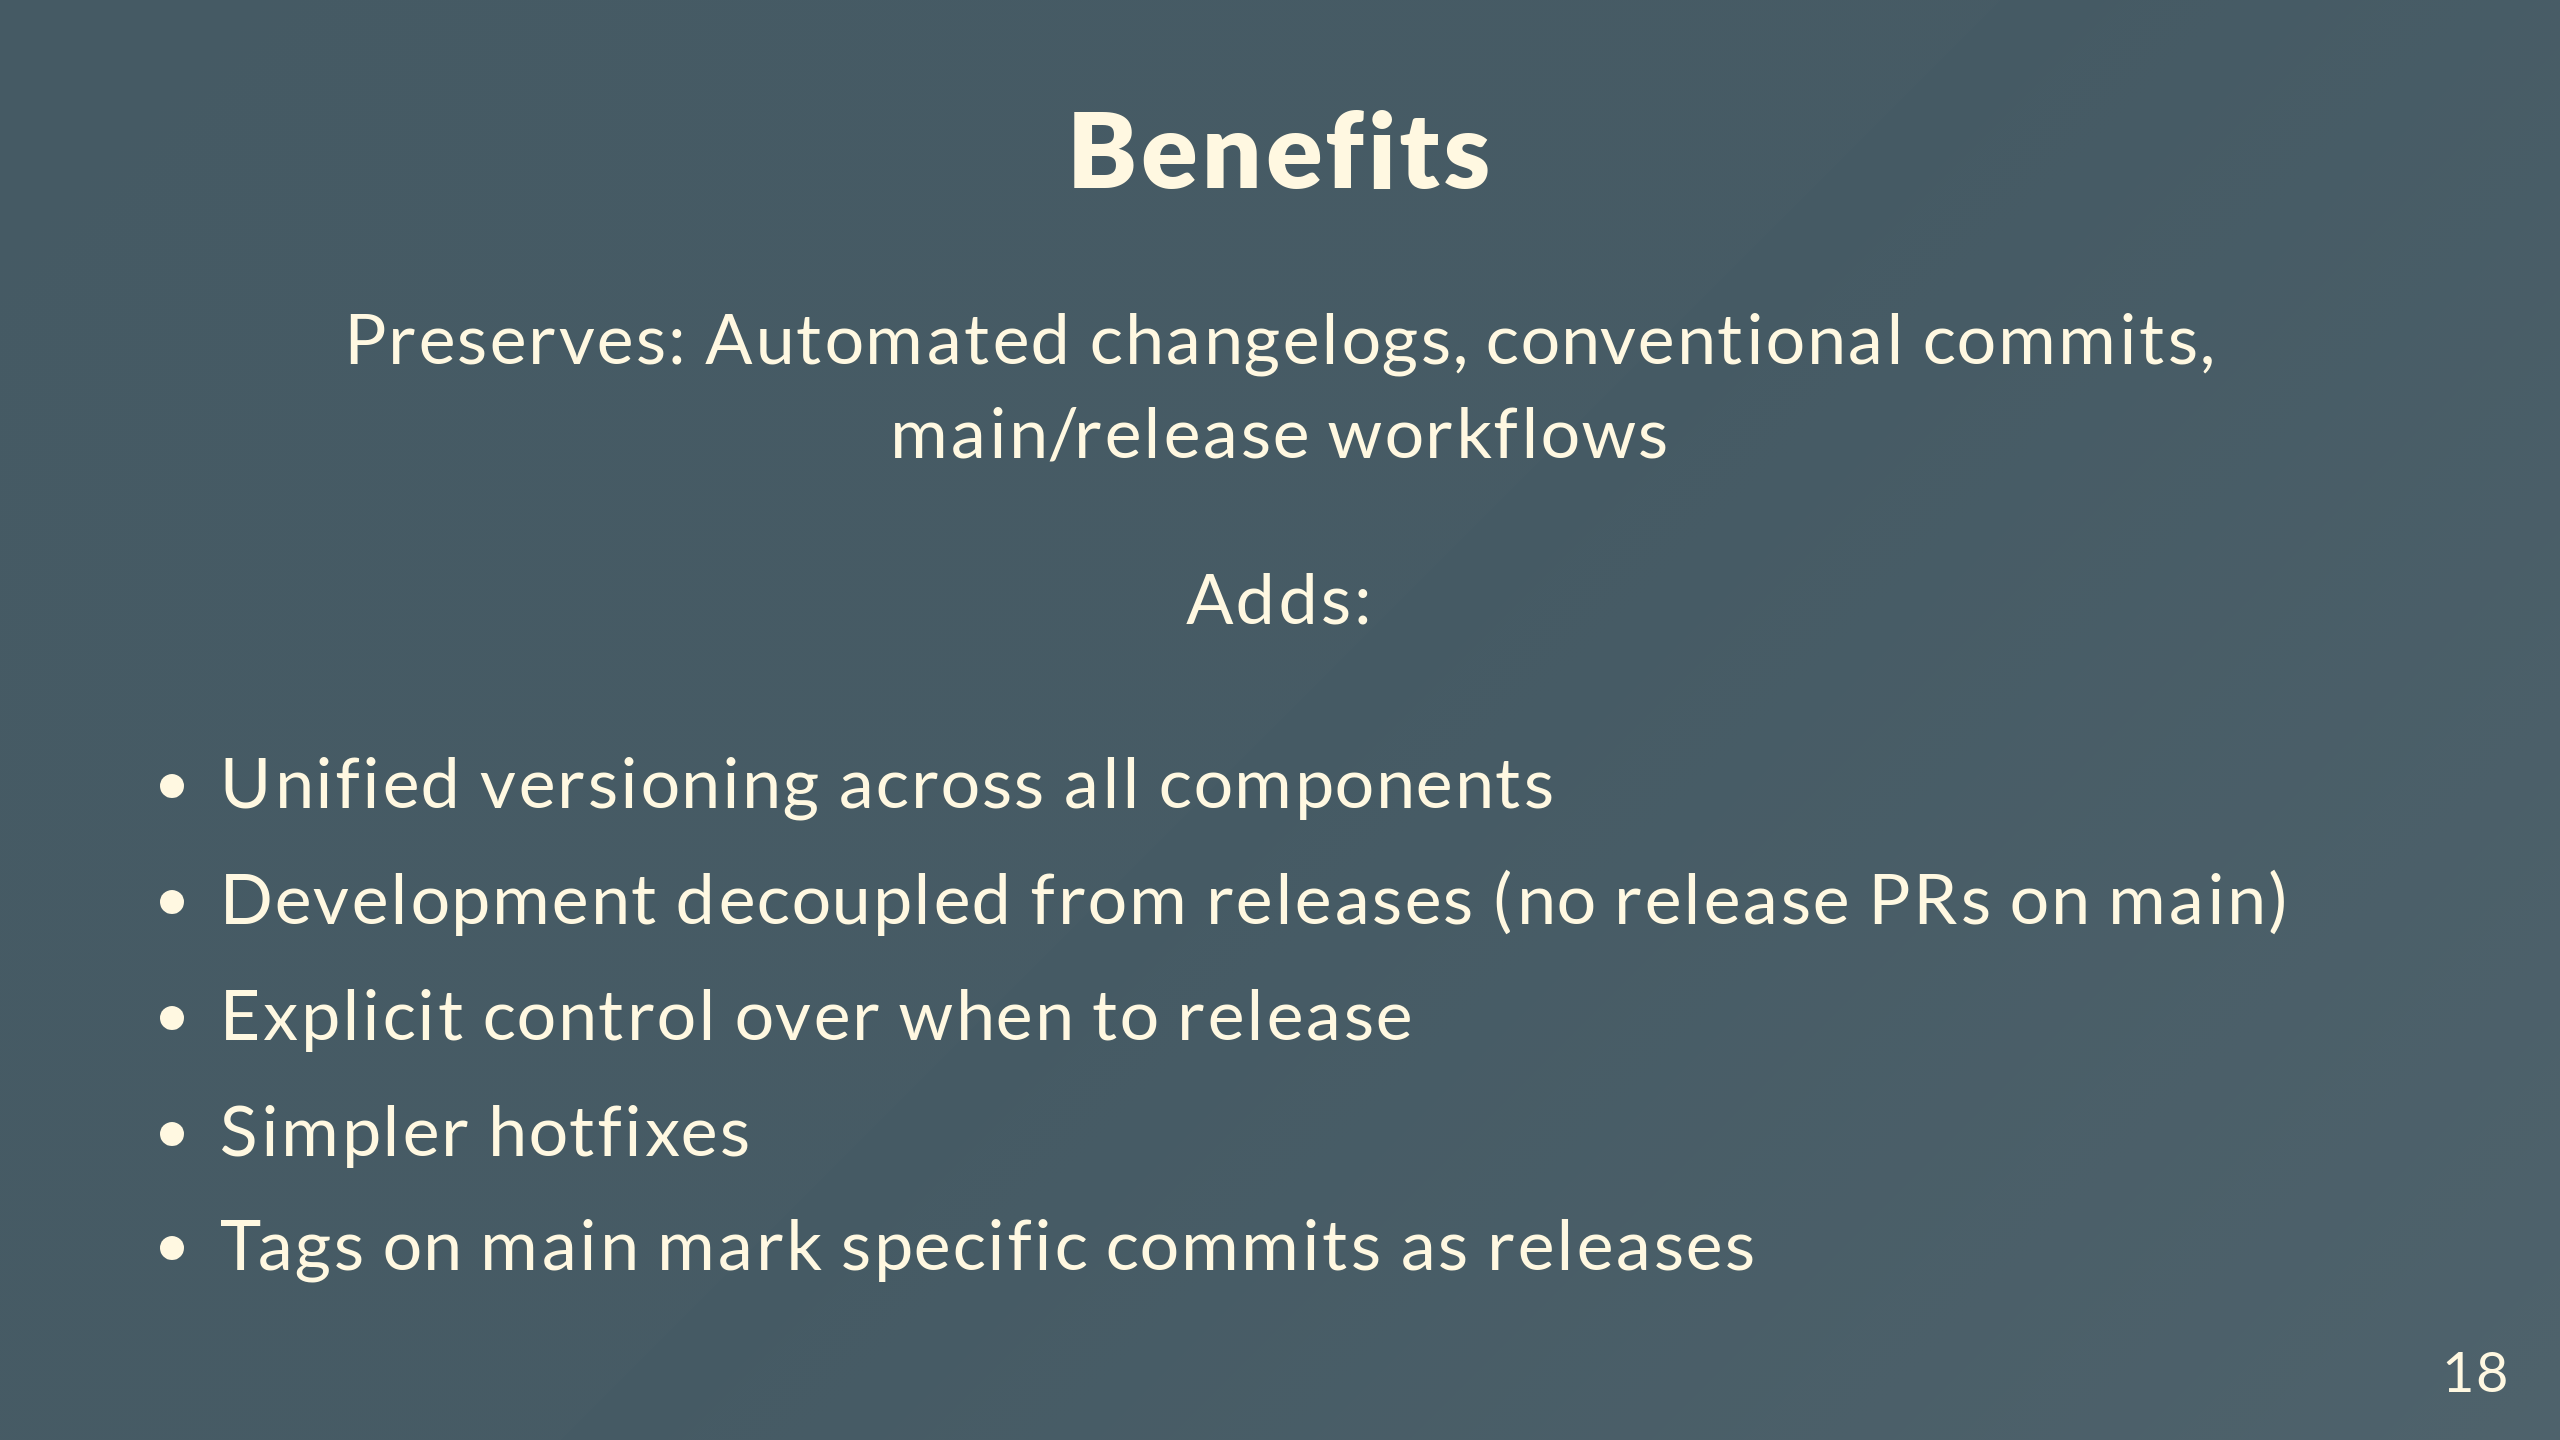 Benefits
Preserves: Automated changelogs, conventional commits,
main/release workflows
Adds:
• Unified versioning across all components
• Development decoupled from releases (no release PRs on main)
• Explicit control over when to release
• Simpler hotfixes
• Tags on main mark specific commits as releases
18